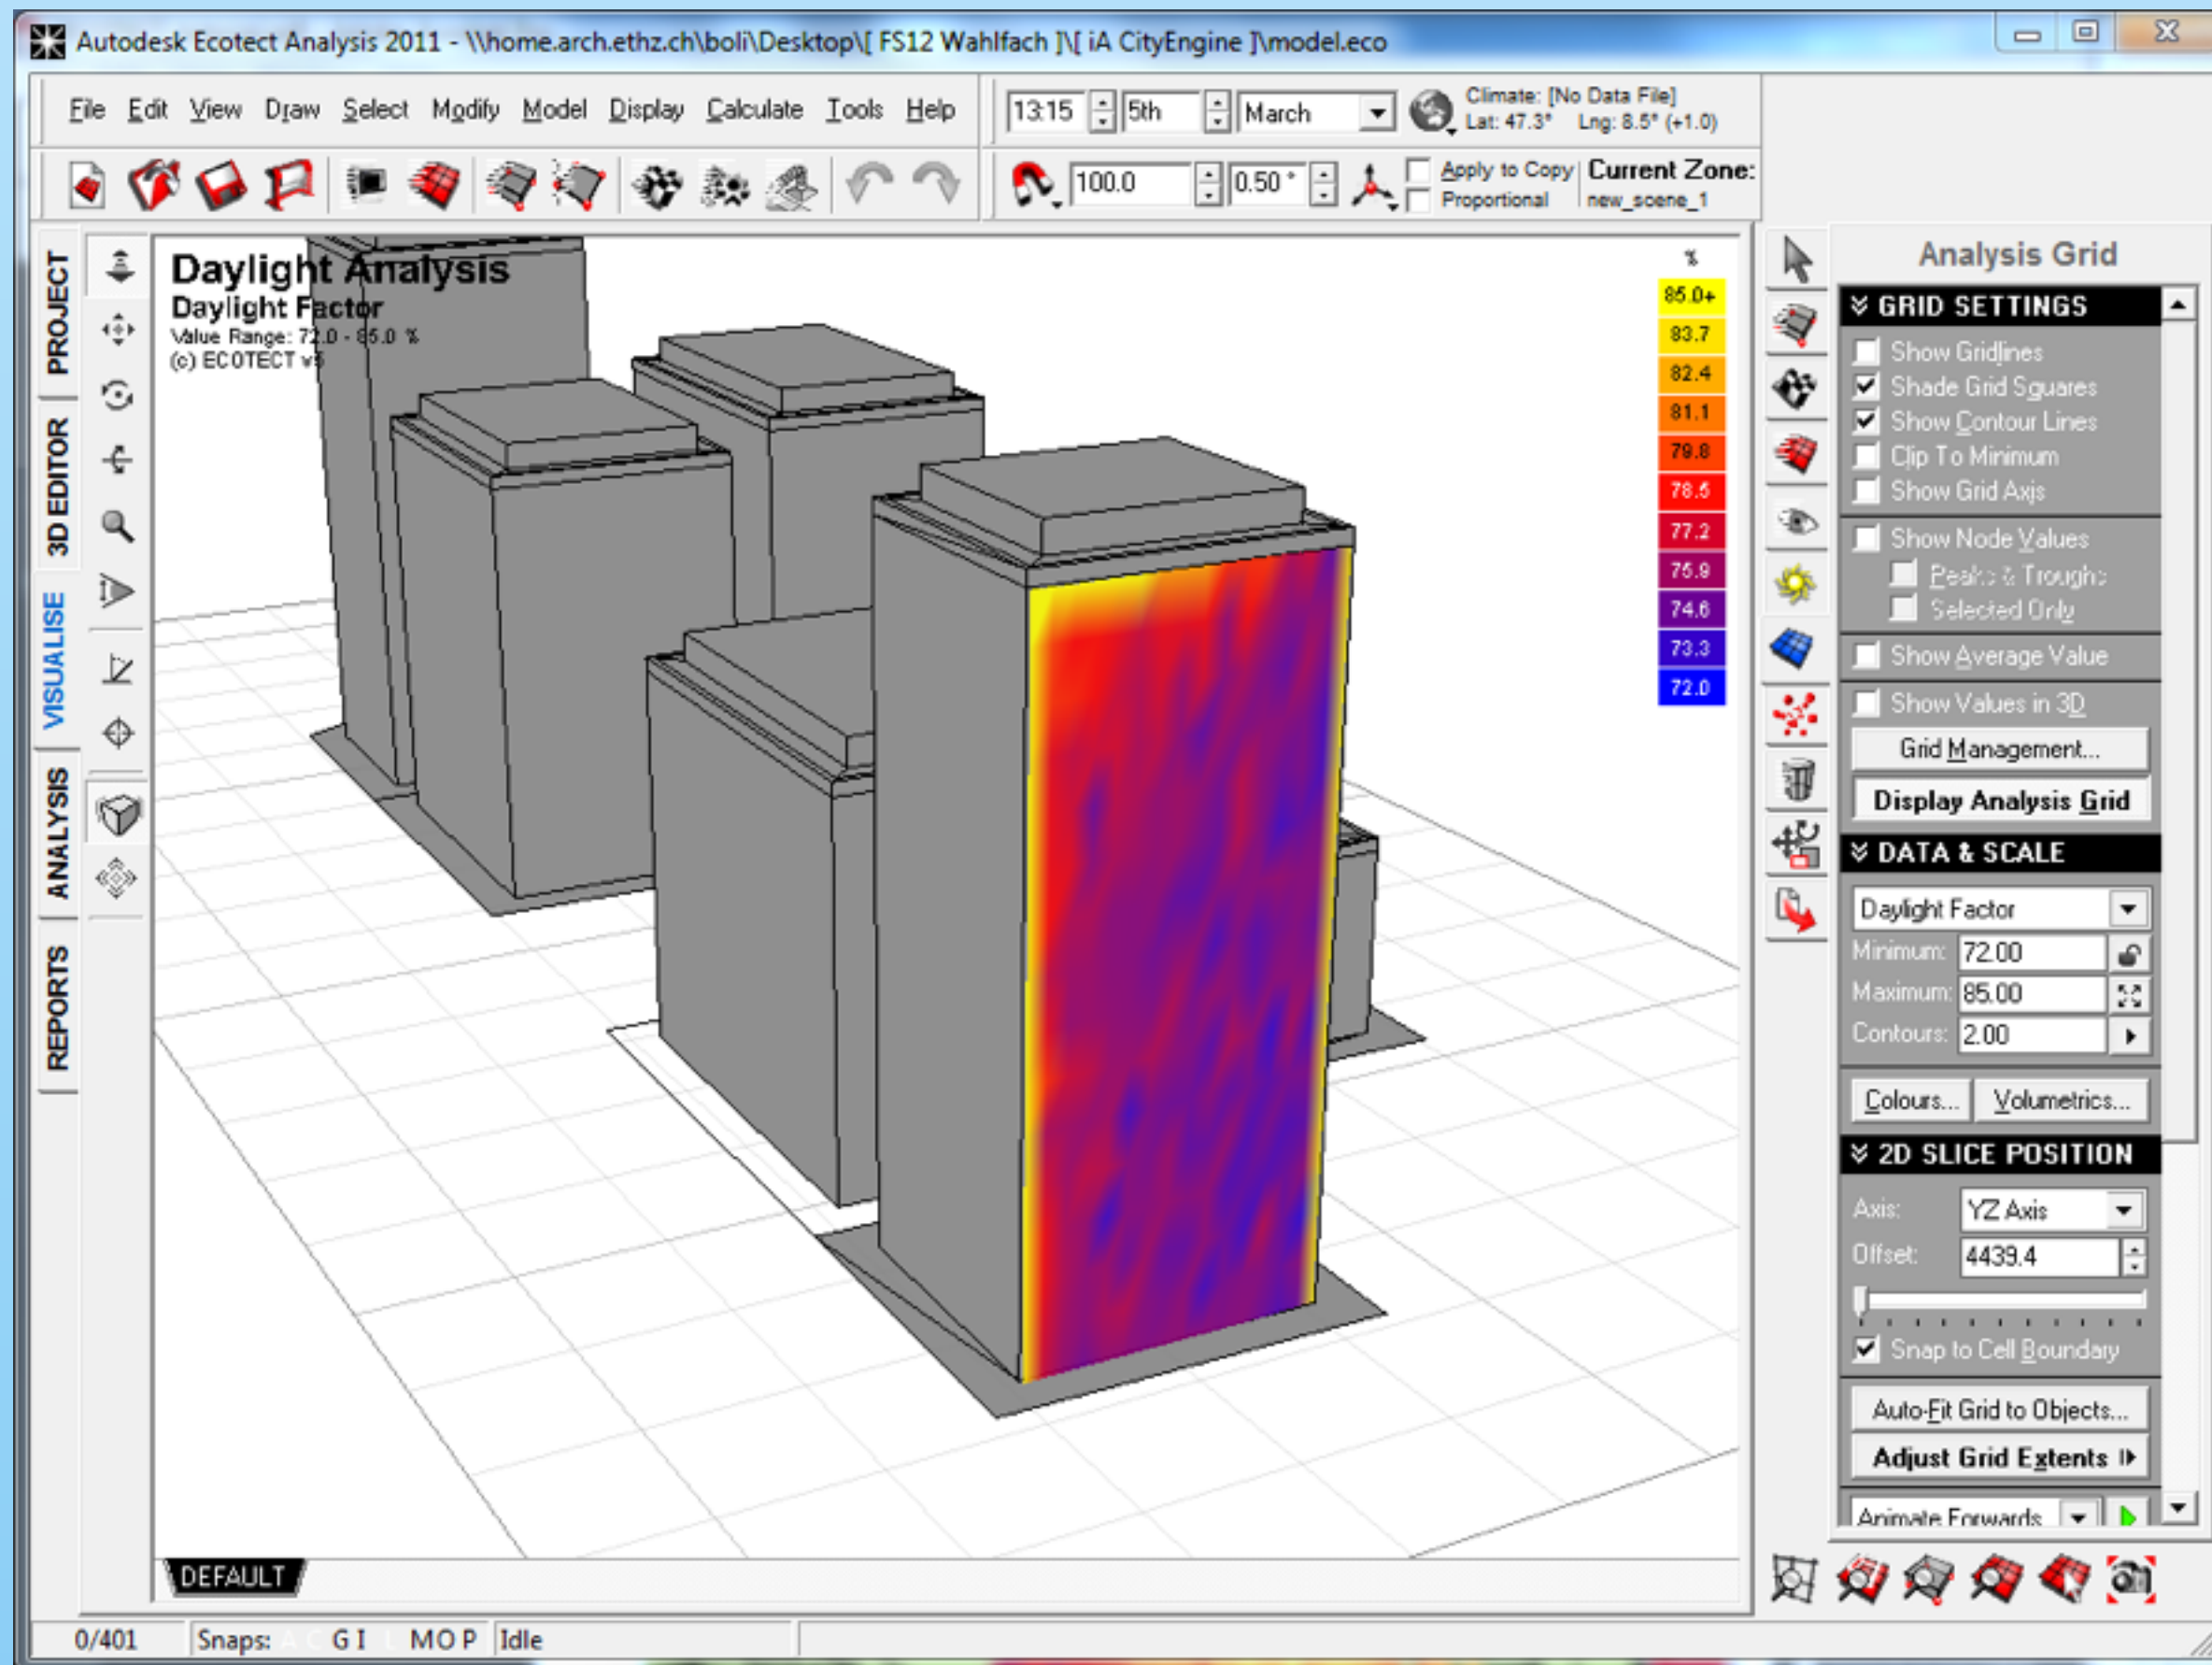 Autodesk Ecotect Analysis 2011 - \\home.arch.ethz.ch\boli\Desktop\[ FS12 Wahlfach ]\[ iA CityEngine ]\model.eco
File Edit View Draw Select Modify Model Display Calculate Tools Help
13:15 5th March
Climate: [No Data File]
Lat: 47.3° Lng: 8.5° (+1.0)
100.0 0.50 °
Apply to Copy
Proportional
Current Zone:
new_scene_1
PROJECT
3D EDITOR
VISUALISE
ANALYSIS
REPORTS
Daylight Analysis
Daylight Factor
Value Range: 72.0 - 85.0 %
(c) ECOTECT v5
%
85.0+
83.7
82.4
81.1
79.8
78.5
77.2
75.9
74.6
73.3
72.0
Analysis Grid
GRID SETTINGS
Show Gridlines
Shade Grid Squares
Show Contour Lines
Clip To Minimum
Show Grid Axis
Show Node Values
Peaks & Troughs
Selected Only
Show Average Value
Show Values in 3D
Grid Management...
Display Analysis Grid
DATA & SCALE
Daylight Factor
Minimum: 72.00
Maximum: 85.00
Contours: 2.00
Colours... Volumetrics...
2D SLICE POSITION
Axis: YZ Axis
Offset: 4439.4
Snap to Cell Boundary
Auto-Fit Grid to Objects...
Adjust Grid Extents
Animate Forwards
DEFAULT
0/401 Snaps: A C G I L M O P Idle